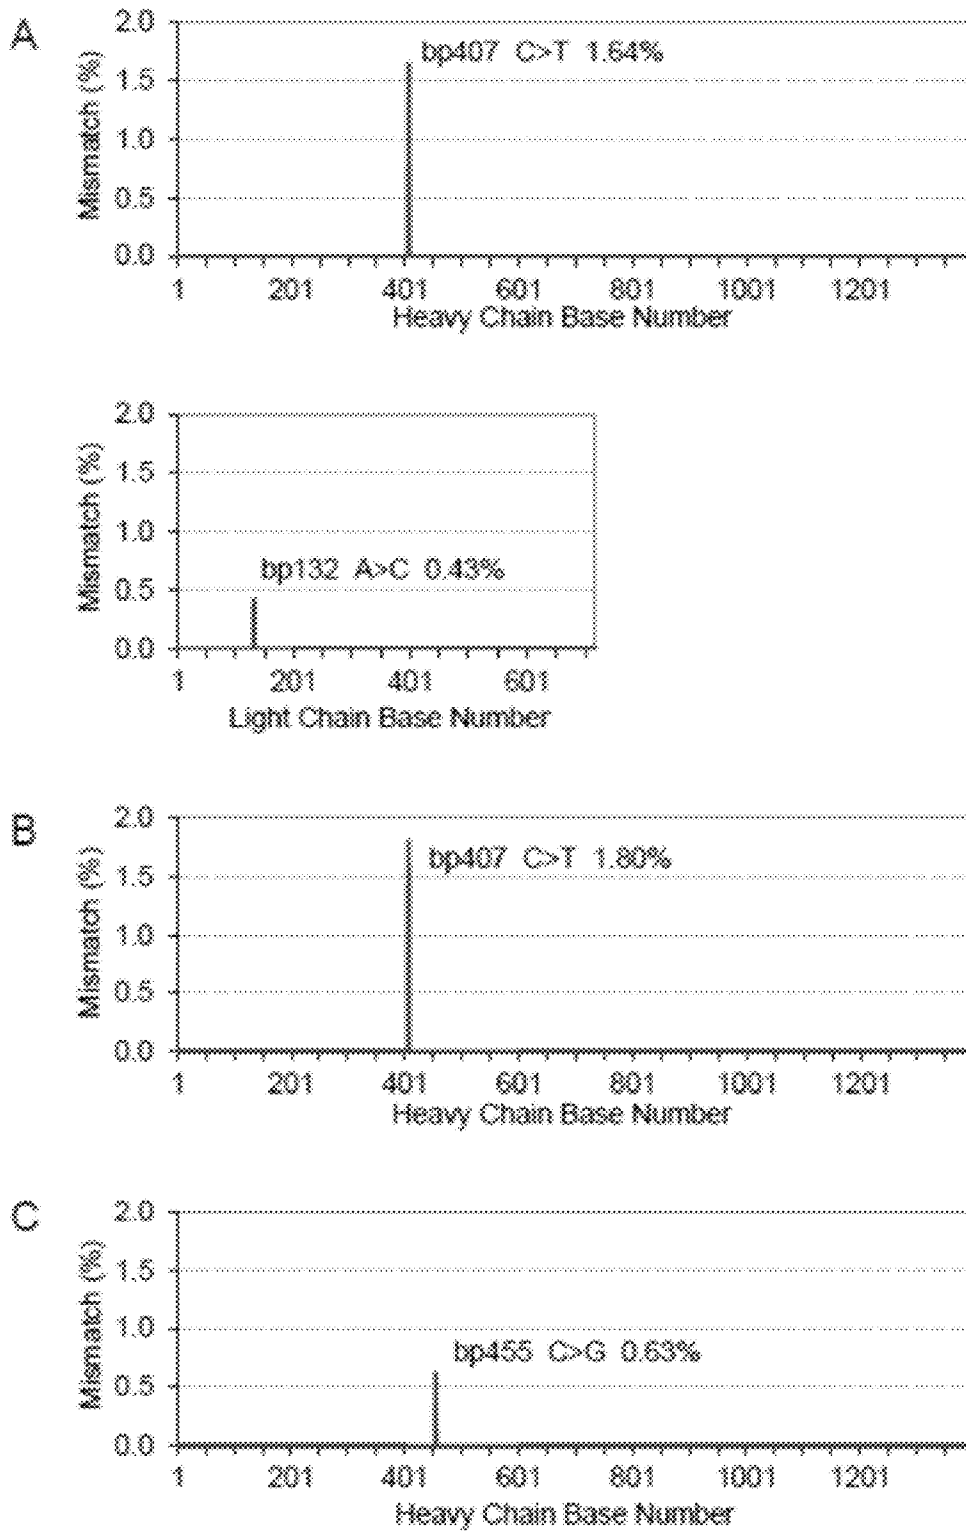 A
2.0
bp407 C>T 1.64%
1.5
1.0
0.5
0.0
Mismatch (%)
1 201 401 601 801 1001 1201
Heavy Chain Base Number
2.0
1.5
1.0
bp132 A>C 0.43%
0.5
0.0
Mismatch (%)
1 201 401 601
Light Chain Base Number
B
2.0
bp407 C>T 1.80%
1.5
1.0
0.5
0.0
Mismatch (%)
1 201 401 601 801 1001 1201
Heavy Chain Base Number
C
2.0
1.5
1.0
bp455 C>G 0.63%
0.5
0.0
Mismatch (%)
1 201 401 601 801 1001 1201
Heavy Chain Base Number